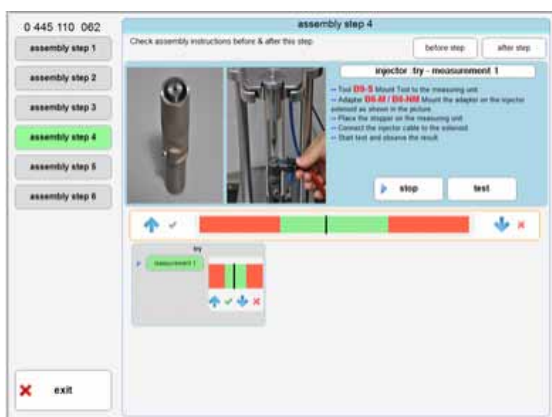 0 445 110 062
assembly step 4
assembly step 1
assembly step 2
assembly step 3
assembly step 4
assembly step 5
assembly step 6
exit
Check assembly instructions before & after this step.
before step
after step
injector try - measurement 1
-- Tool D9-S Mount Tool to the measuring unit
-- Adapter D8-M / D8-NM Mount the adapter on the injector
solenoid as shown in the picture.
-- Place the stopper on the measuring unit
-- Connect the injector cable to the solenoid.
-- Start test and observe the result.
stop
test
try
measurement 1